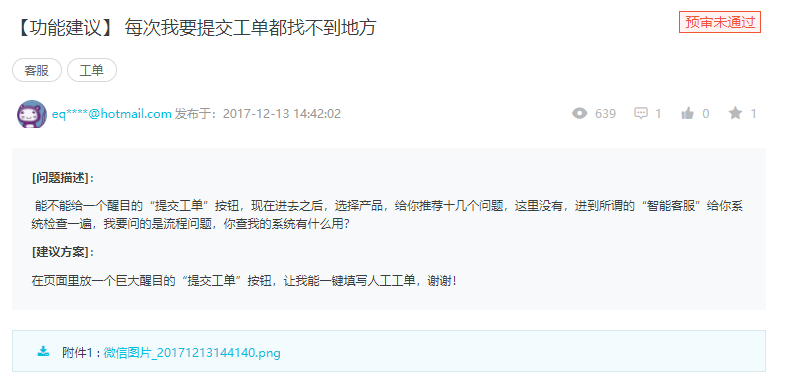 【功能建议】 每次我要提交工单都找不到地方
预审未通过
客服 工单
eq****@hotmail.com 发布于：2017-12-13 14:42:02 639 1 0 1
[问题描述]：
能不能给一个醒目的“提交工单”按钮，现在进去之后，选择产品，给你推荐十几个问题，这里没有，进到所谓的“智能客服”给你系
统检查一遍，我要问的是流程问题，你查我的系统有什么用？
[建议方案]：
在页面里放一个巨大醒目的“提交工单”按钮，让我能一键填写人工工单，谢谢！
附件1：微信图片_20171213144140.png